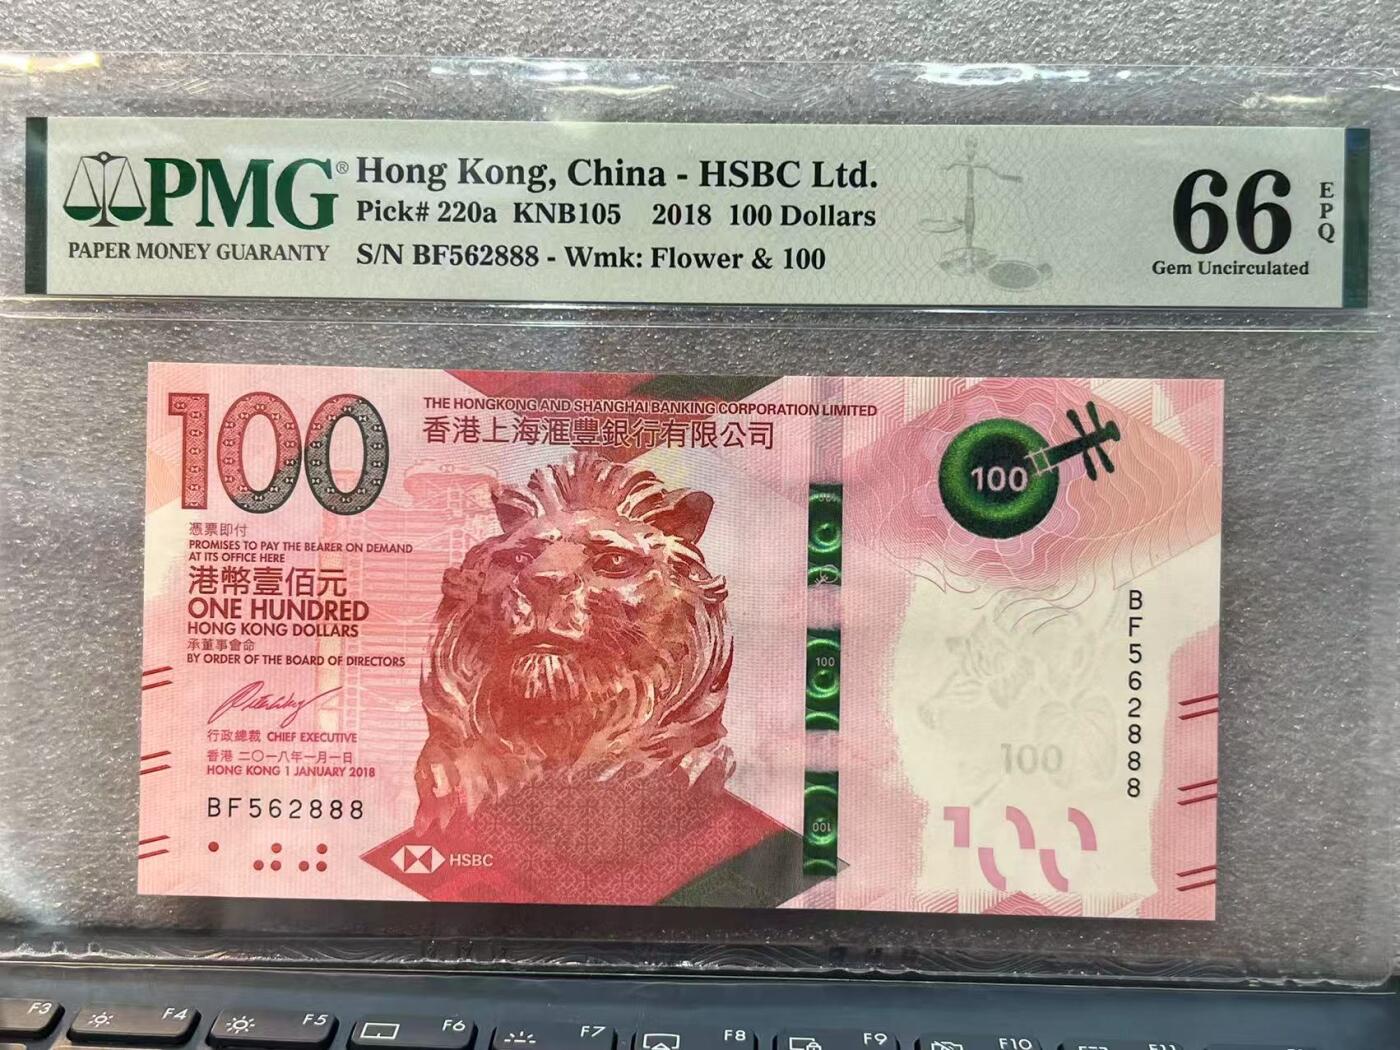 PMG®
PAPER MONEY GUARANTY
Hong Kong, China - HSBC Ltd.
Pick# 220a KNB105 2018 100 Dollars
S/N BF562888 - Wmk: Flower & 100
66
EPQ
Gem Uncirculated
100
THE HONGKONG AND SHANGHAI BANKING CORPORATION LIMITED
香港上海滙豐銀行有限公司
憑票即付
PROMISES TO PAY THE BEARER ON DEMAND
AT ITS OFFICE HERE
港幣壹佰元
ONE HUNDRED
HONG KONG DOLLARS
承董事會命
BY ORDER OF THE BOARD OF DIRECTORS
行政總裁 CHIEF EXECUTIVE
香港 二〇一八年一月一日
HONG KONG 1 JANUARY 2018
BF562888
HSBC
100
100
100
BF562888
100
100
F3
F4
F5
F6
F7
F8
F9
F10
F11